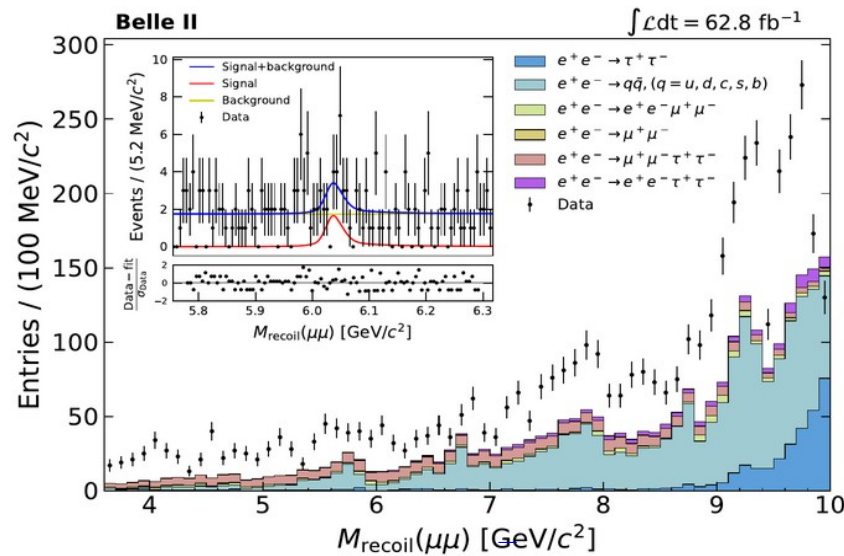 Belle II
∫ℒdt = 62.8 fb⁻¹
Entries / (100 MeV/c²)
300
250
200
150
100
50
0
4 5 6 7 8 9 10
M_recoil(μμ) [GeV/c²]
Events / (5.2 MeV/c²)
10
8
6
4
2
0
Signal+background
Signal
Background
Data
Data − fit
σ_Data
2
0
−2
5.8 5.9 6.0 6.1 6.2 6.3
M_recoil(μμ) [GeV/c²]
e⁺e⁻→τ⁺τ⁻
e⁺e⁻→qq̄, (q = u, d, c, s, b)
e⁺e⁻→e⁺e⁻μ⁺μ⁻
e⁺e⁻→μ⁺μ⁻
e⁺e⁻→μ⁺μ⁻τ⁺τ⁻
e⁺e⁻→e⁺e⁻τ⁺τ⁻
Data